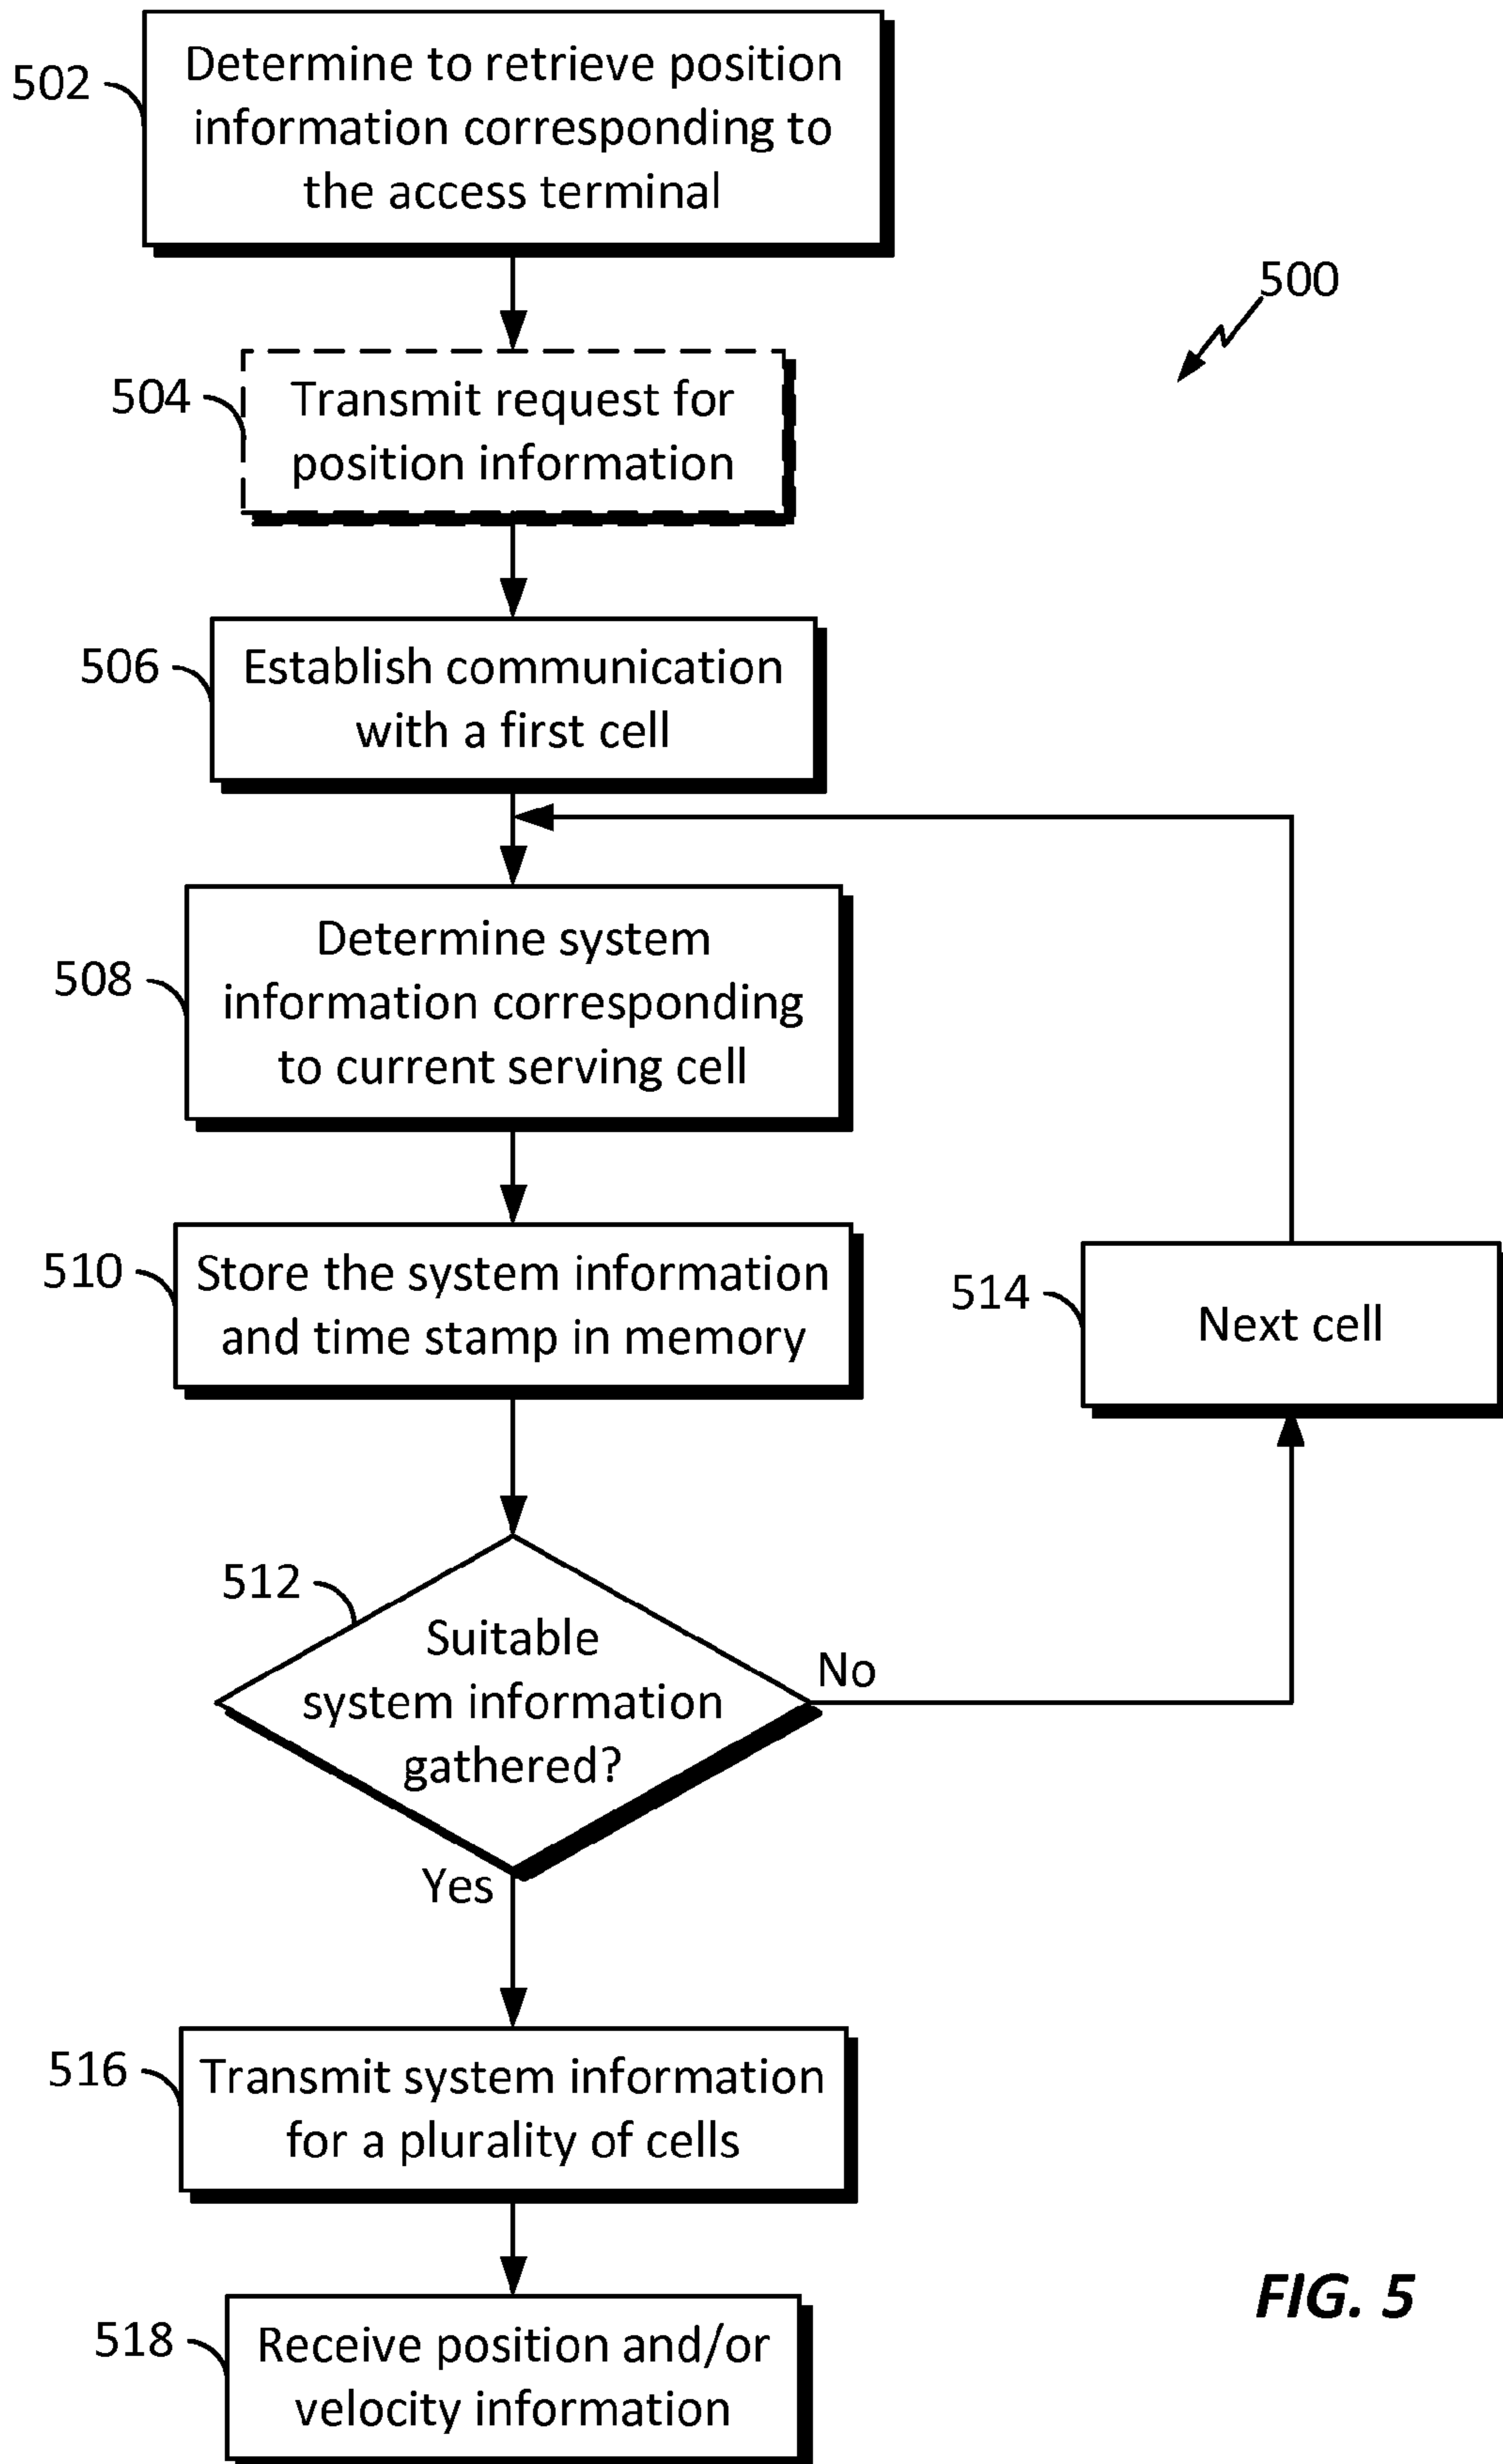 502
Determine to retrieve position
information corresponding to
the access terminal
500
504
Transmit request for
position information
506
Establish communication
with a first cell
508
Determine system
information corresponding
to current serving cell
510
Store the system information
and time stamp in memory
514
Next cell
512
Suitable
system information
gathered?
No
Yes
516
Transmit system information
for a plurality of cells
518
Receive position and/or
velocity information
FIG. 5